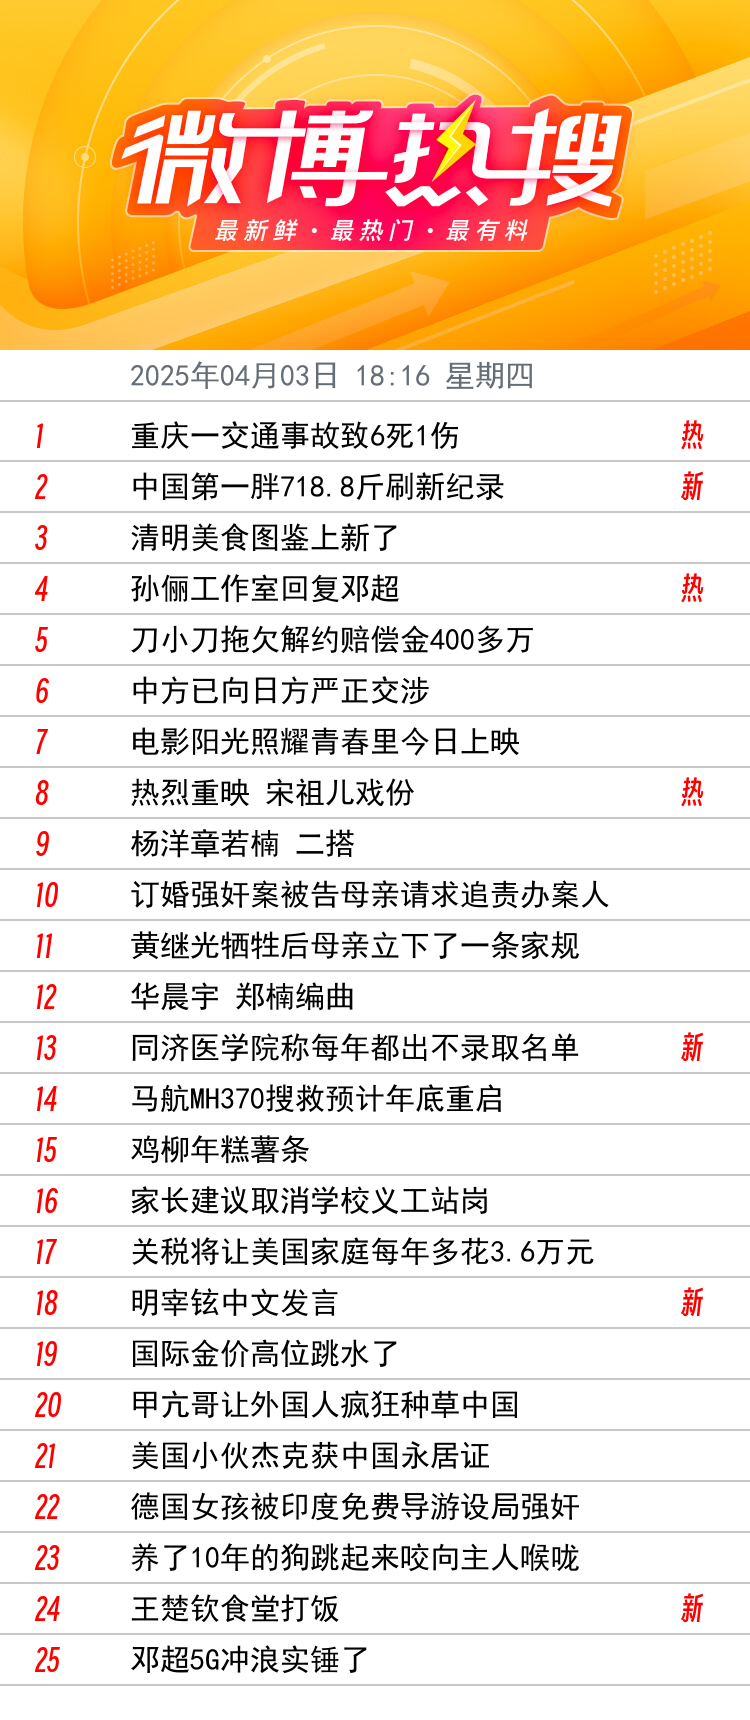 微博热搜
最新鲜·最热门·最有料
2025年04月03日 18:16 星期四
1 重庆一交通事故致6死1伤 热
2 中国第一胖718.8斤刷新纪录 新
3 清明美食图鉴上新了
4 孙俪工作室回复邓超 热
5 刀小刀拖欠解约赔偿金400多万
6 中方已向日方严正交涉
7 电影阳光照耀青春里今日上映
8 热烈重映 宋祖儿戏份 热
9 杨洋章若楠 二搭
10 订婚强奸案被告母亲请求追责办案人
11 黄继光牺牲后母亲立下了一条家规
12 华晨宇 郑楠编曲
13 同济医学院称每年都出不录取名单 新
14 马航MH370搜救预计年底重启
15 鸡柳年糕薯条
16 家长建议取消学校义工站岗
17 关税将让美国家庭每年多花3.6万元
18 明宰铉中文发言 新
19 国际金价高位跳水了
20 甲亢哥让外国人疯狂种草中国
21 美国小伙杰克获中国永居证
22 德国女孩被印度免费导游设局强奸
23 养了10年的狗跳起来咬向主人喉咙
24 王楚钦食堂打饭 新
25 邓超5G冲浪实锤了